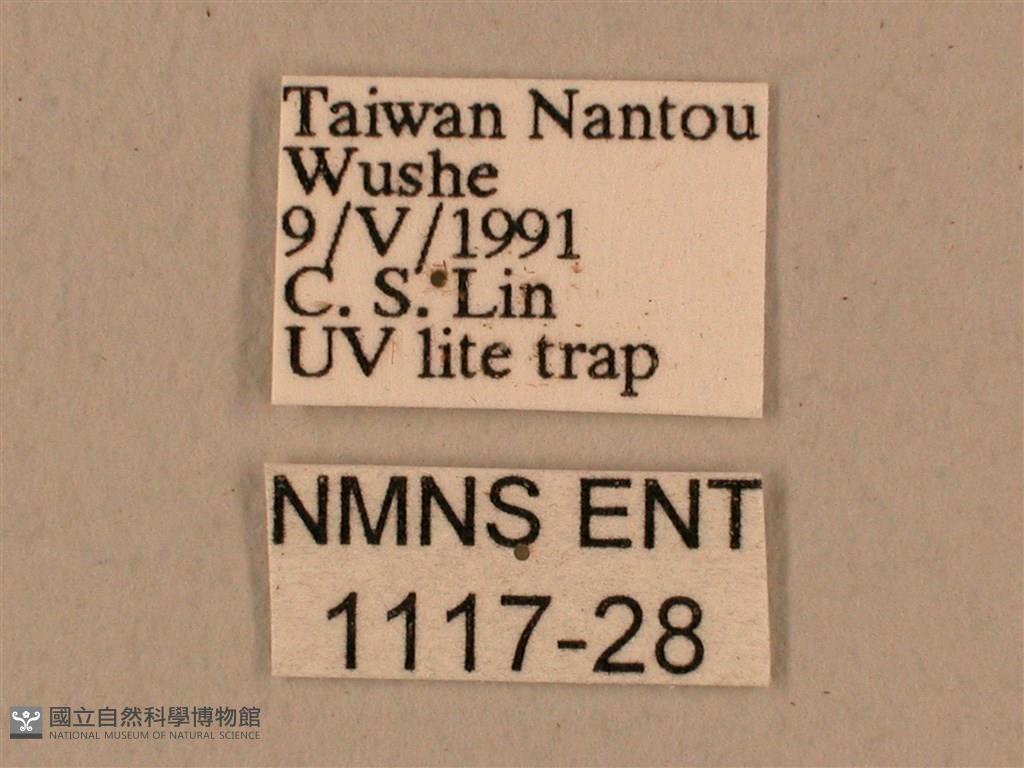 Taiwan Nantou
Wushe
9/V/1991
C. S. Lin
UV lite trap
NMNS ENT
1117-28
國立自然科學博物館
NATIONAL MUSEUM OF NATURAL SCIENCE